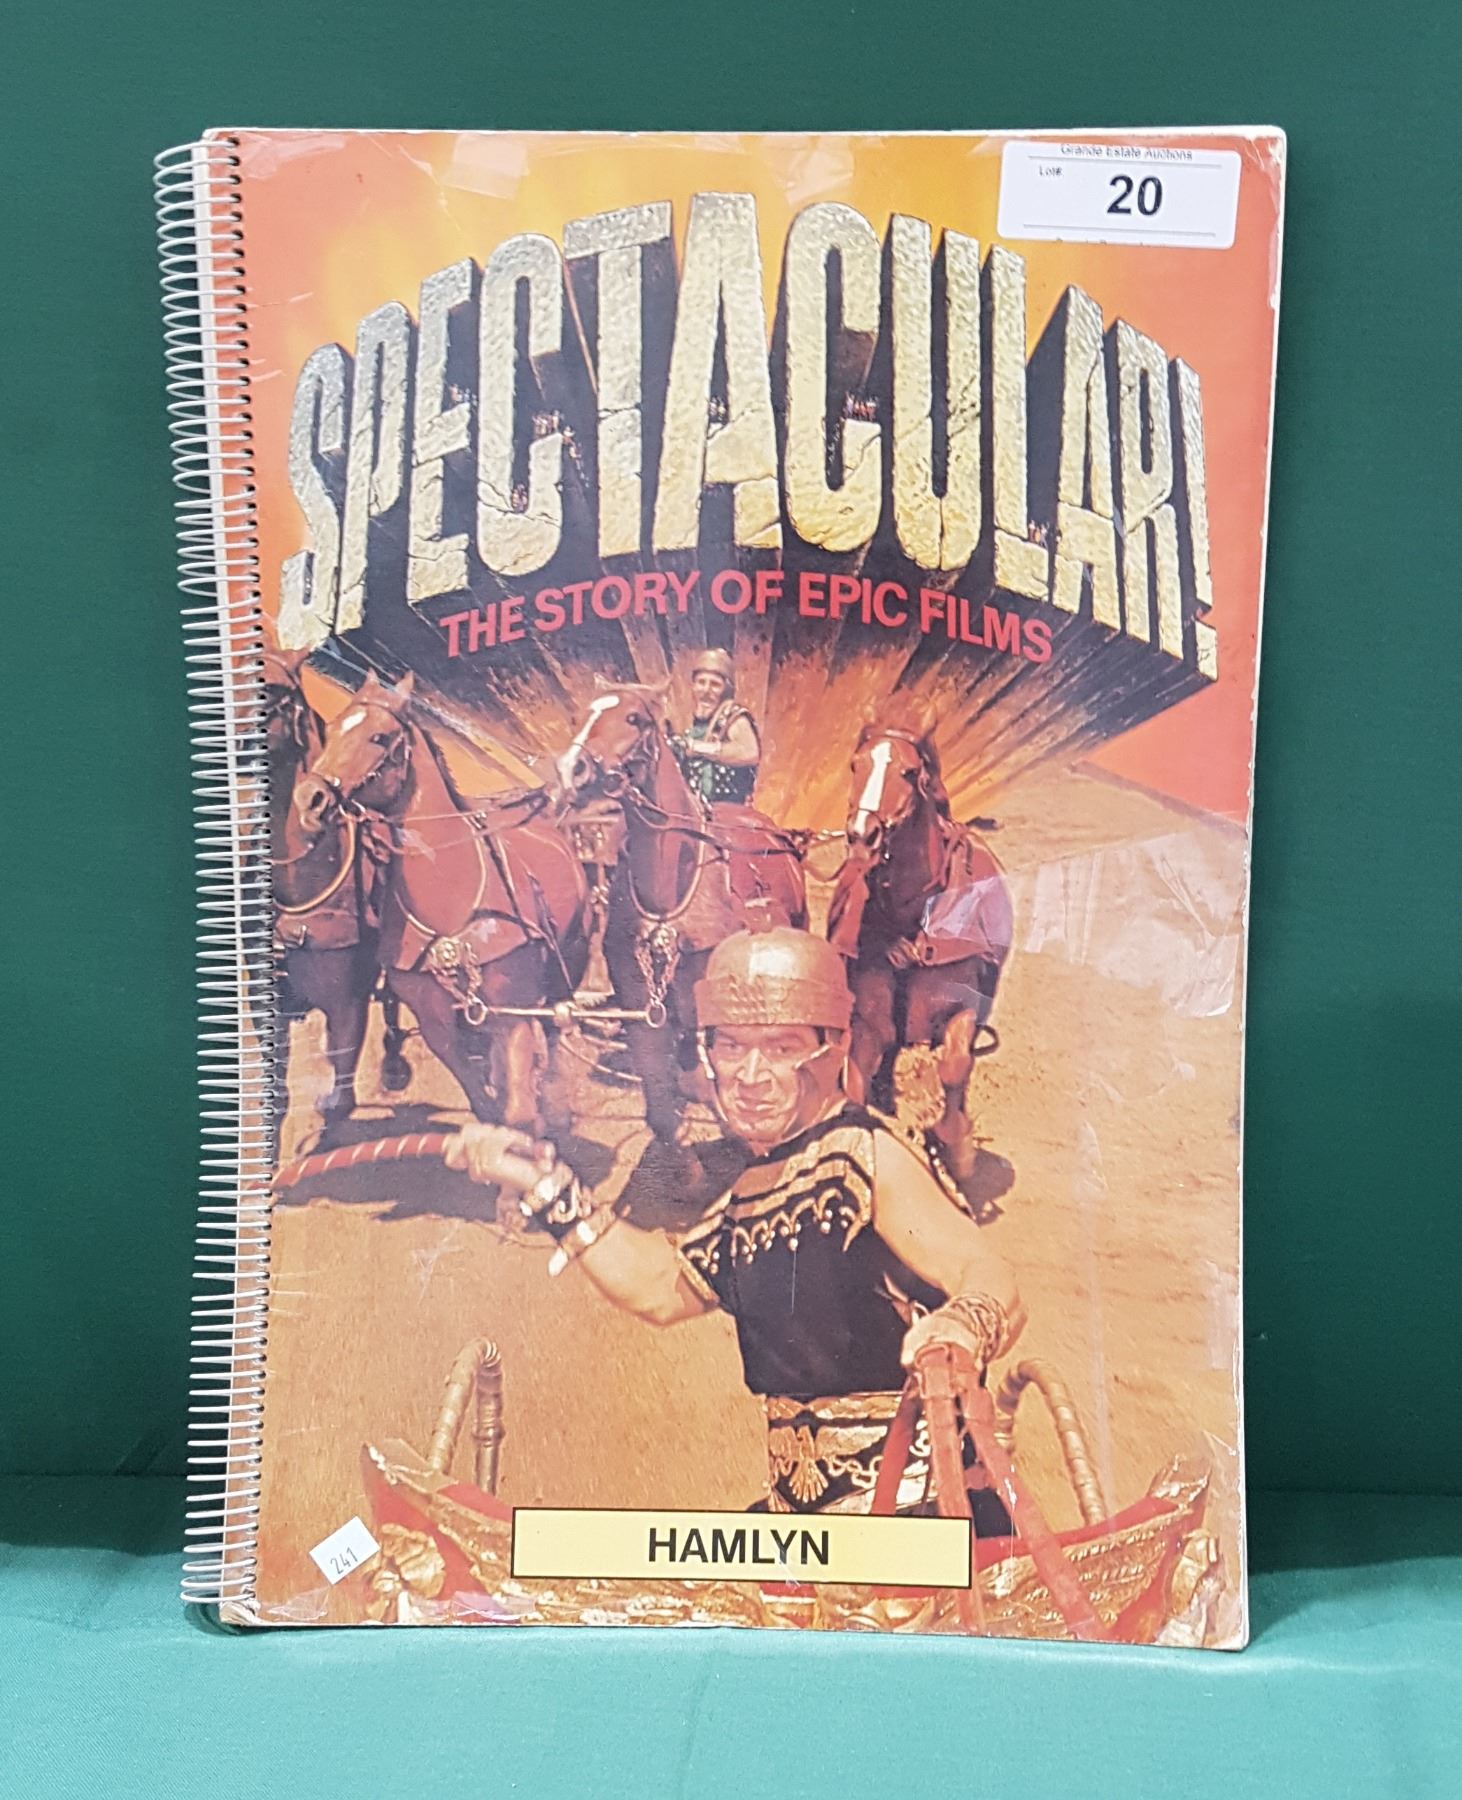 Grande Estate Auctions
Lot#
20
SPECTACULAR!
THE STORY OF EPIC FILMS
HAMLYN
241